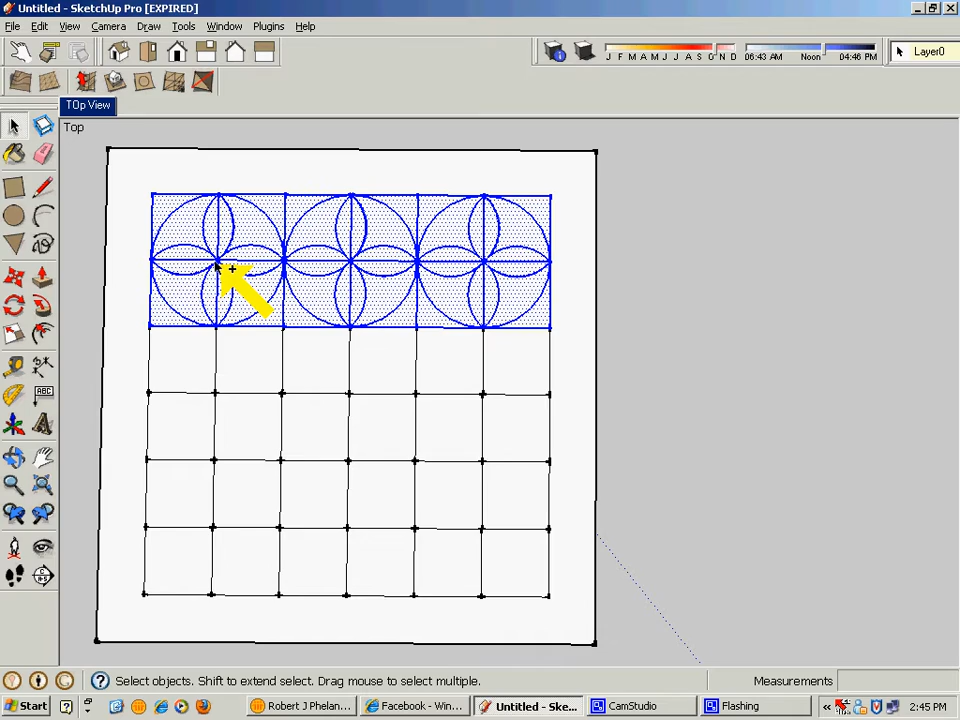 Untitled - SketchUp Pro [EXPIRED]
File Edit View Camera Draw Tools Window Plugins Help
J F M A M J J A S O N D
06:43 AM Noon 04:46 PM
Layer0
TOp View
Top
ABC
Select objects. Shift to extend select. Drag mouse to select multiple.
Measurements
Start
Robert J Phelan...
Facebook - Win...
Untitled - Ske...
CamStudio
Flashing
2:45 PM